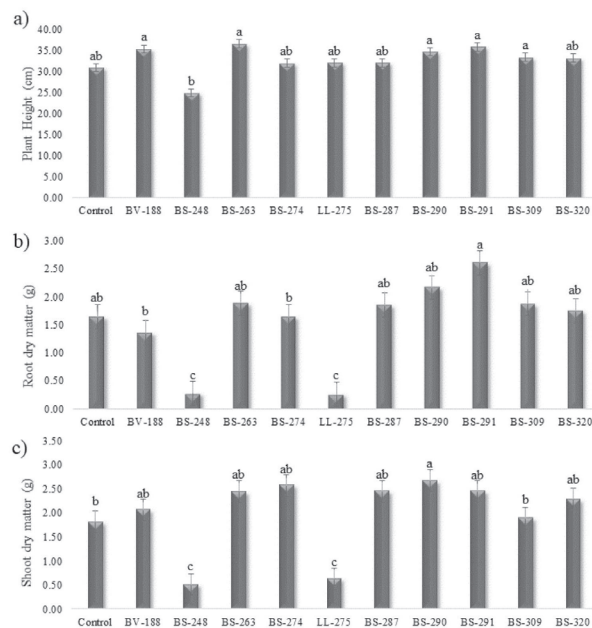 a)
Plant Height (cm)
40.00
35.00
30.00
25.00
20.00
15.00
10.00
5.00
0.00
ab a b a ab ab ab a a a ab
Control BV-188 BS-248 BS-263 BS-274 LL-275 BS-287 BS-290 BS-291 BS-309 BS-320
b)
Root dry matter (g)
3.00
2.50
2.00
1.50
1.00
0.50
0.00
ab b c ab b c ab ab a ab ab
Control BV-188 BS-248 BS-263 BS-274 LL-275 BS-287 BS-290 BS-291 BS-309 BS-320
c)
Shoot dry matter (g)
3.50
3.00
2.50
2.00
1.50
1.00
0.50
0.00
b ab c ab ab c ab a ab b ab
Control BV-188 BS-248 BS-263 BS-274 LL-275 BS-287 BS-290 BS-291 BS-309 BS-320